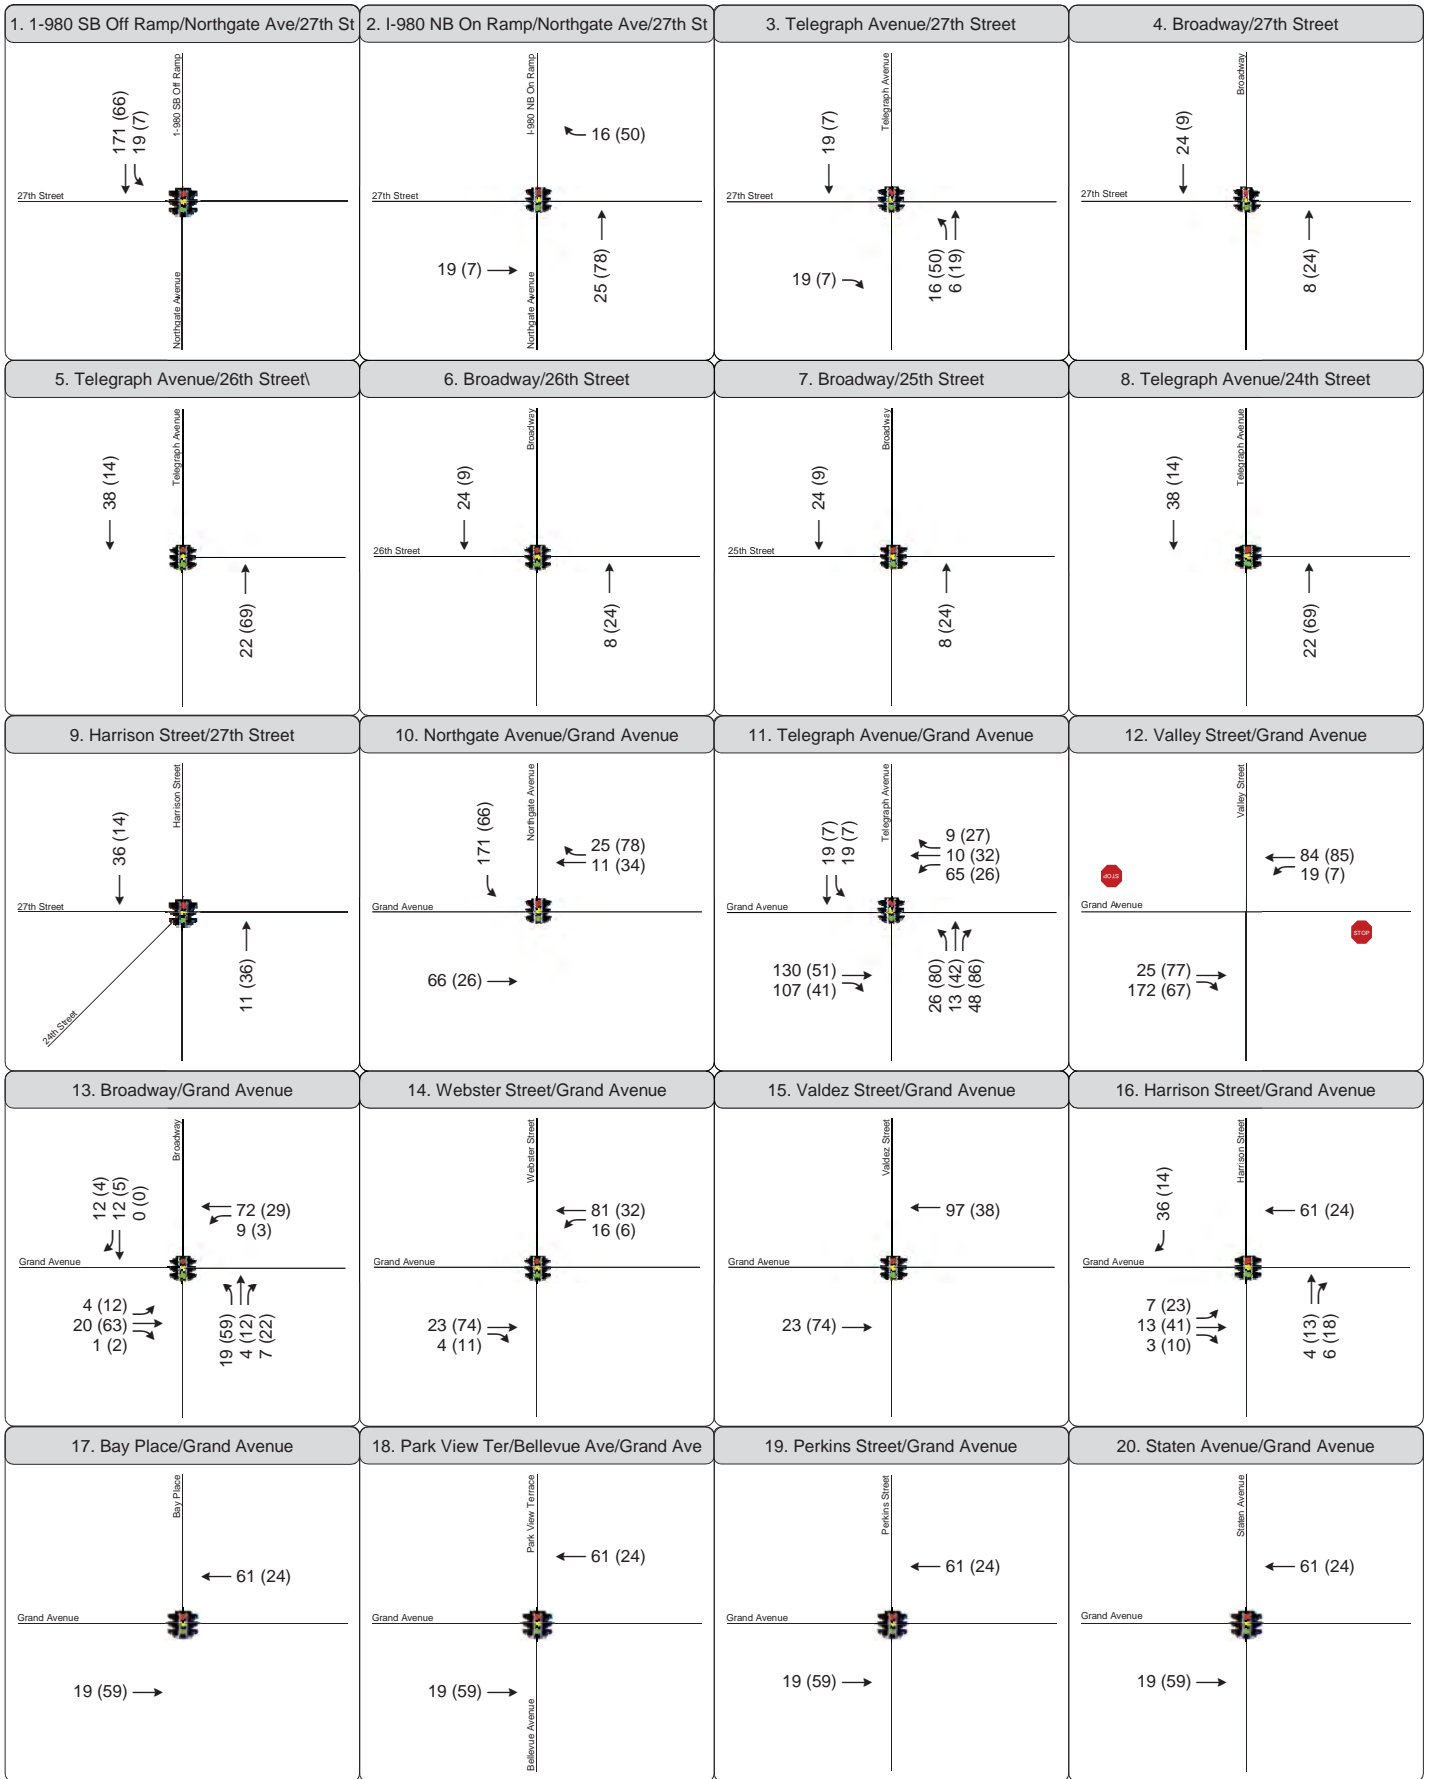 1. 1-980 SB Off Ramp/Northgate Ave/27th St
1-980 SB Off Ramp
171 (66)
19 (7)
27th Street
Northgate Avenue
2. I-980 NB On Ramp/Northgate Ave/27th St
I-980 NB On Ramp
16 (50)
27th Street
19 (7)
25 (78)
Northgate Avenue
3. Telegraph Avenue/27th Street
Telegraph Avenue
19 (7)
27th Street
19 (7)
16 (50)
6 (19)
4. Broadway/27th Street
Broadway
24 (9)
27th Street
8 (24)
5. Telegraph Avenue/26th Street\
Telegraph Avenue
38 (14)
22 (69)
6. Broadway/26th Street
Broadway
24 (9)
26th Street
8 (24)
7. Broadway/25th Street
Broadway
24 (9)
25th Street
8 (24)
8. Telegraph Avenue/24th Street
Telegraph Avenue
38 (14)
22 (69)
9. Harrison Street/27th Street
Harrison Street
36 (14)
27th Street
11 (36)
24th Street
10. Northgate Avenue/Grand Avenue
Northgate Avenue
171 (66)
25 (78)
11 (34)
Grand Avenue
66 (26)
11. Telegraph Avenue/Grand Avenue
Telegraph Avenue
19 (7)
19 (7)
9 (27)
10 (32)
65 (26)
Grand Avenue
130 (51)
107 (41)
26 (80)
13 (42)
48 (86)
12. Valley Street/Grand Avenue
Valley Street
84 (85)
19 (7)
STOP
Grand Avenue
STOP
25 (77)
172 (67)
13. Broadway/Grand Avenue
Broadway
12 (4)
12 (5)
0 (0)
72 (29)
9 (3)
Grand Avenue
4 (12)
20 (63)
1 (2)
19 (59)
4 (12)
7 (22)
14. Webster Street/Grand Avenue
Webster Street
81 (32)
16 (6)
Grand Avenue
23 (74)
4 (11)
15. Valdez Street/Grand Avenue
Valdez Street
97 (38)
Grand Avenue
23 (74)
16. Harrison Street/Grand Avenue
Harrison Street
36 (14)
61 (24)
Grand Avenue
7 (23)
13 (41)
3 (10)
4 (13)
6 (18)
17. Bay Place/Grand Avenue
Bay Place
61 (24)
Grand Avenue
19 (59)
18. Park View Ter/Bellevue Ave/Grand Ave
Park View Terrace
61 (24)
Grand Avenue
19 (59)
Bellevue Avenue
19. Perkins Street/Grand Avenue
Perkins Street
61 (24)
Grand Avenue
19 (59)
20. Staten Avenue/Grand Avenue
Staten Avenue
61 (24)
Grand Avenue
19 (59)